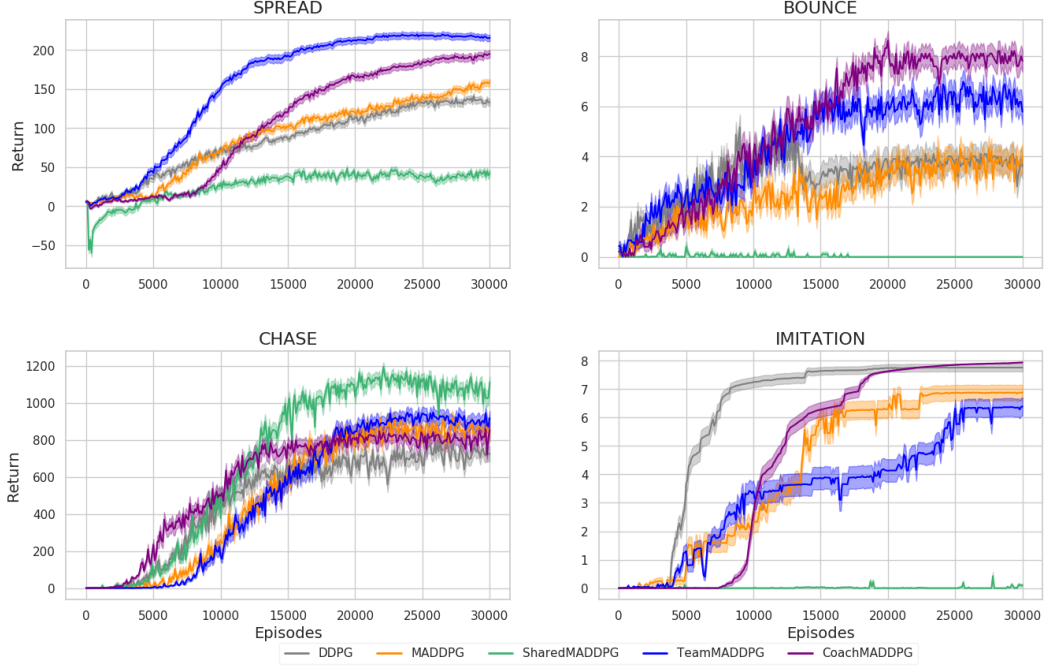 SPREAD
Return
200
150
100
50
0
−50
0 5000 10000 15000 20000 25000 30000
BOUNCE
8
6
4
2
0
0 5000 10000 15000 20000 25000 30000
CHASE
Return
1200
1000
800
600
400
200
0
0 5000 10000 15000 20000 25000 30000
Episodes
IMITATION
8
7
6
5
4
3
2
1
0
0 5000 10000 15000 20000 25000 30000
Episodes
DDPG MADDPG SharedMADDPG TeamMADDPG CoachMADDPG